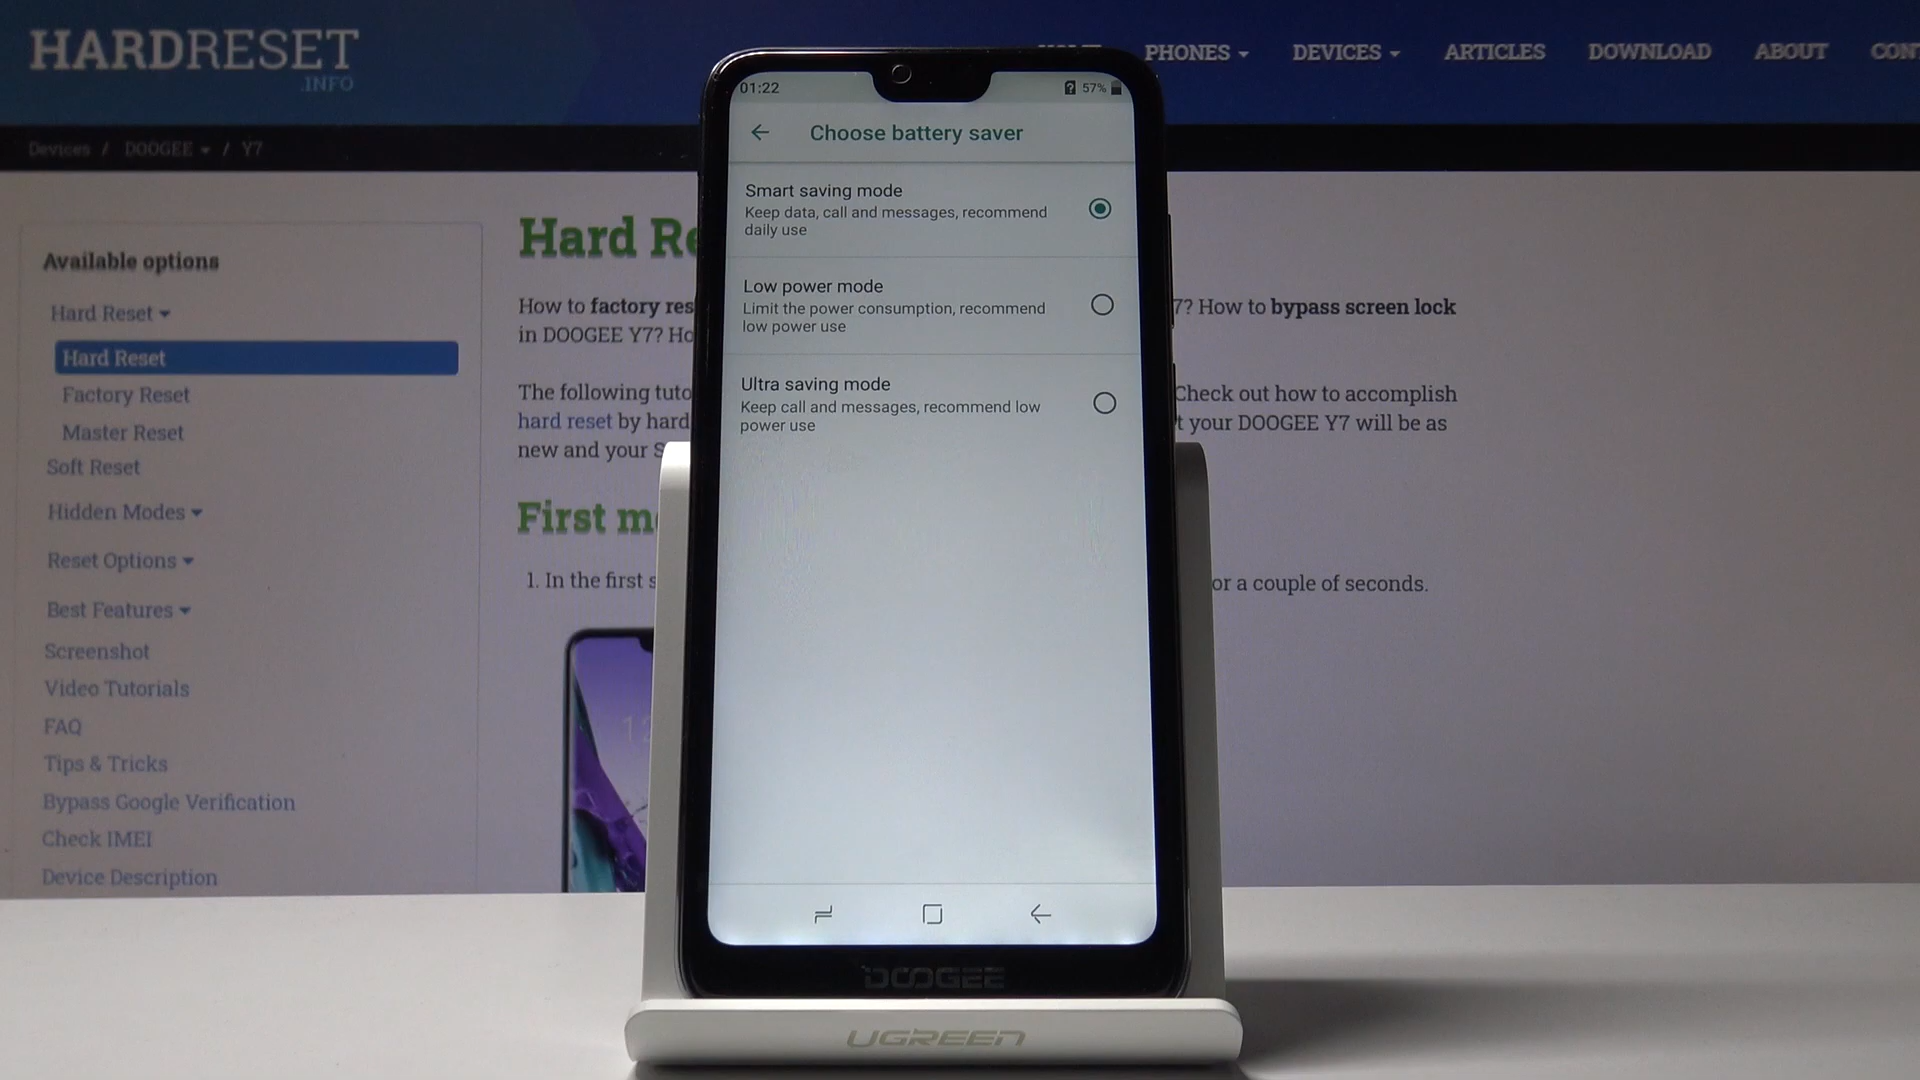 HARDRESET
.INFO
PHONES
DEVICES
ARTICLES
DOWNLOAD
ABOUT
CONT
Devices / DOOGEE / Y7
Available options
Hard Reset
Hard Reset
Factory Reset
Master Reset
Soft Reset
Hidden Modes
Reset Options
Best Features
Screenshot
Video Tutorials
FAQ
Tips & Tricks
Bypass Google Verification
Check IMEI
Device Description
Hard Re
How to factory res 7? How to bypass screen lock
in DOOGEE Y7? Ho
The following tuto Check out how to accomplish
hard reset by hard t your DOOGEE Y7 will be as
new and your S
First m
1. In the first s or a couple of seconds.
01:22
57%
Choose battery saver
Smart saving mode
Keep data, call and messages, recommend
daily use
Low power mode
Limit the power consumption, recommend
low power use
Ultra saving mode
Keep call and messages, recommend low
power use
DOOGEE
UGREEN